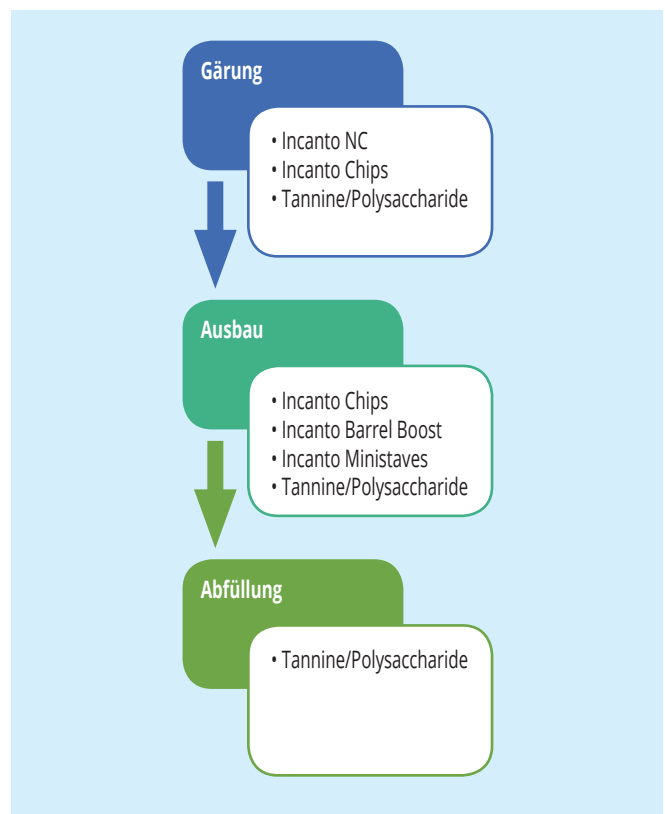 Gärung
• Incanto NC
• Incanto Chips
• Tannine/Polysaccharide
Ausbau
• Incanto Chips
• Incanto Barrel Boost
• Incanto Ministaves
• Tannine/Polysaccharide
Abfüllung
• Tannine/Polysaccharide